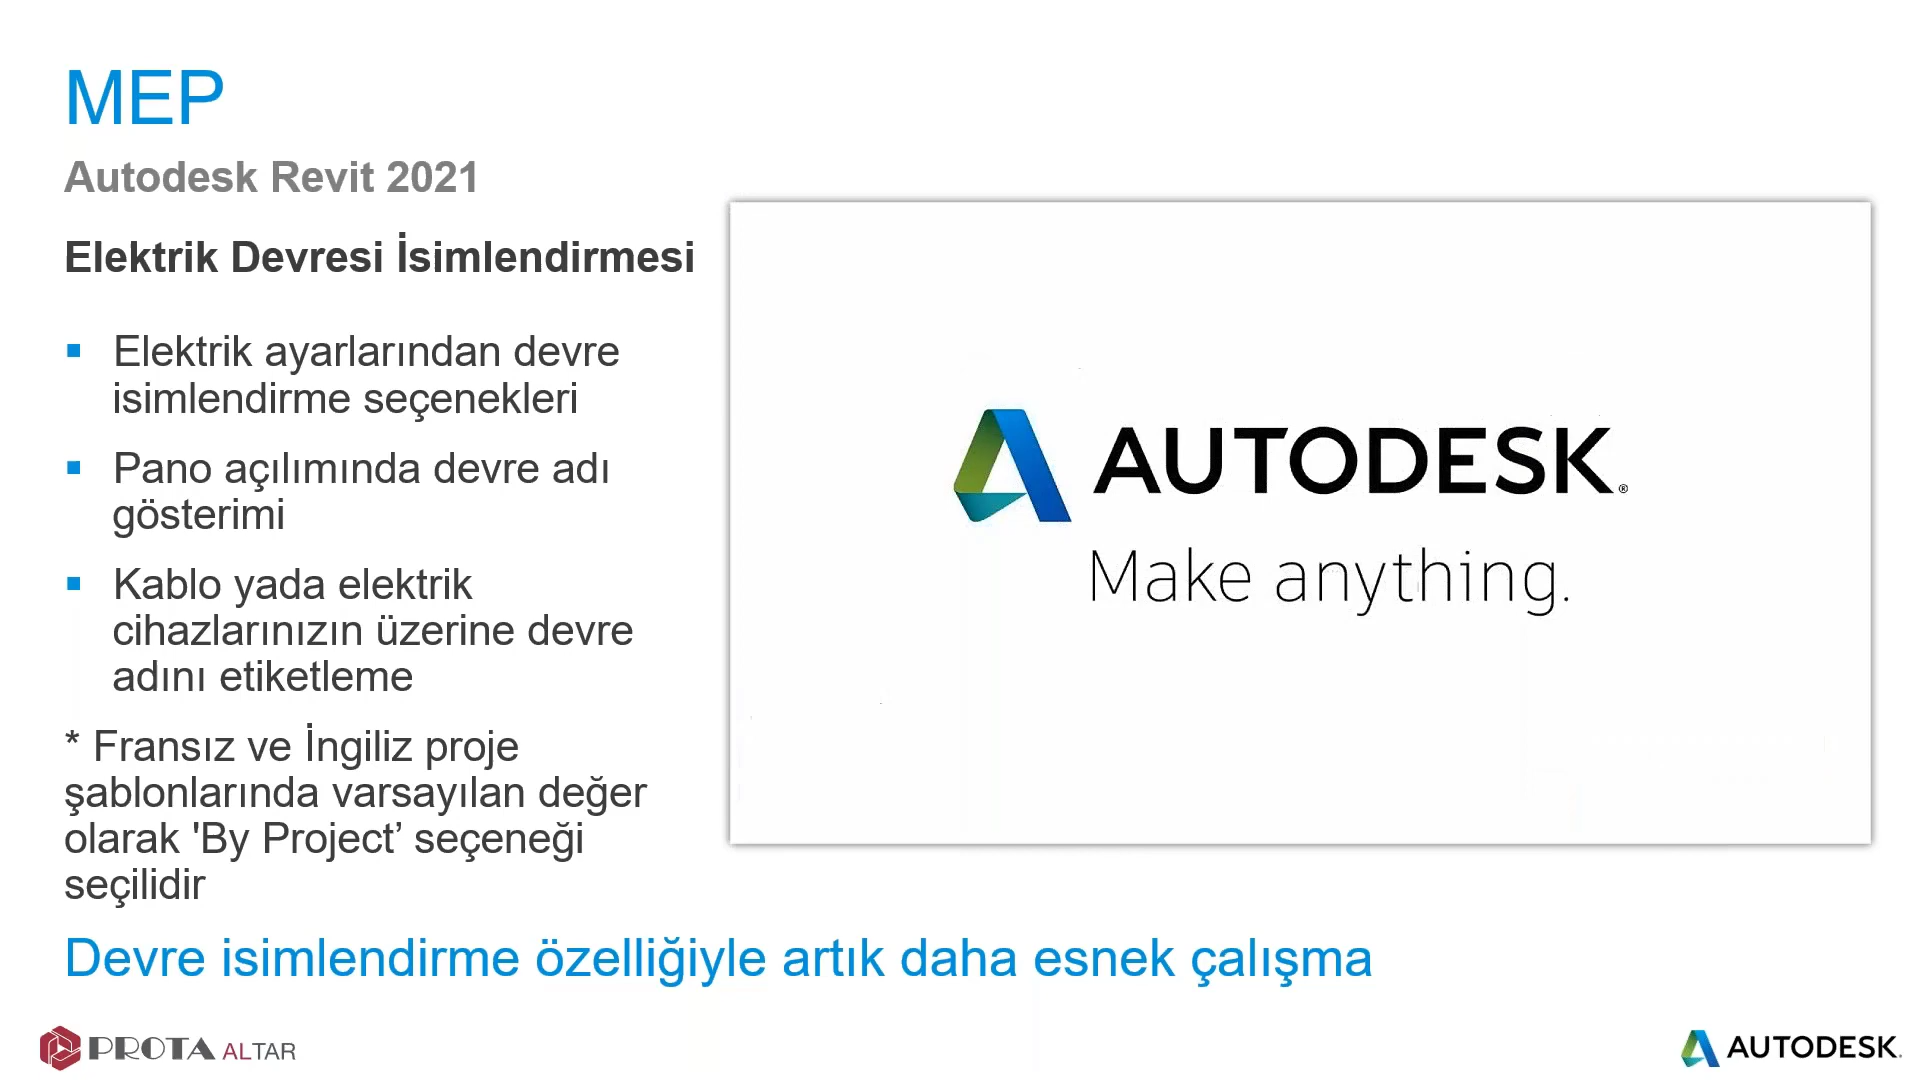 MEP
Autodesk Revit 2021
Elektrik Devresi İsimlendirmesi
▪ Elektrik ayarlarından devre
isimlendirme seçenekleri
▪ Pano açılımında devre adı
gösterimi
▪ Kablo yada elektrik
cihazlarınızın üzerine devre
adını etiketleme
* Fransız ve İngiliz proje
şablonlarında varsayılan değer
olarak 'By Project’ seçeneği
seçilidir
AUTODESK®
Make anything.
Devre isimlendirme özelliğiyle artık daha esnek çalışma
PROTA ALTAR
AUTODESK.